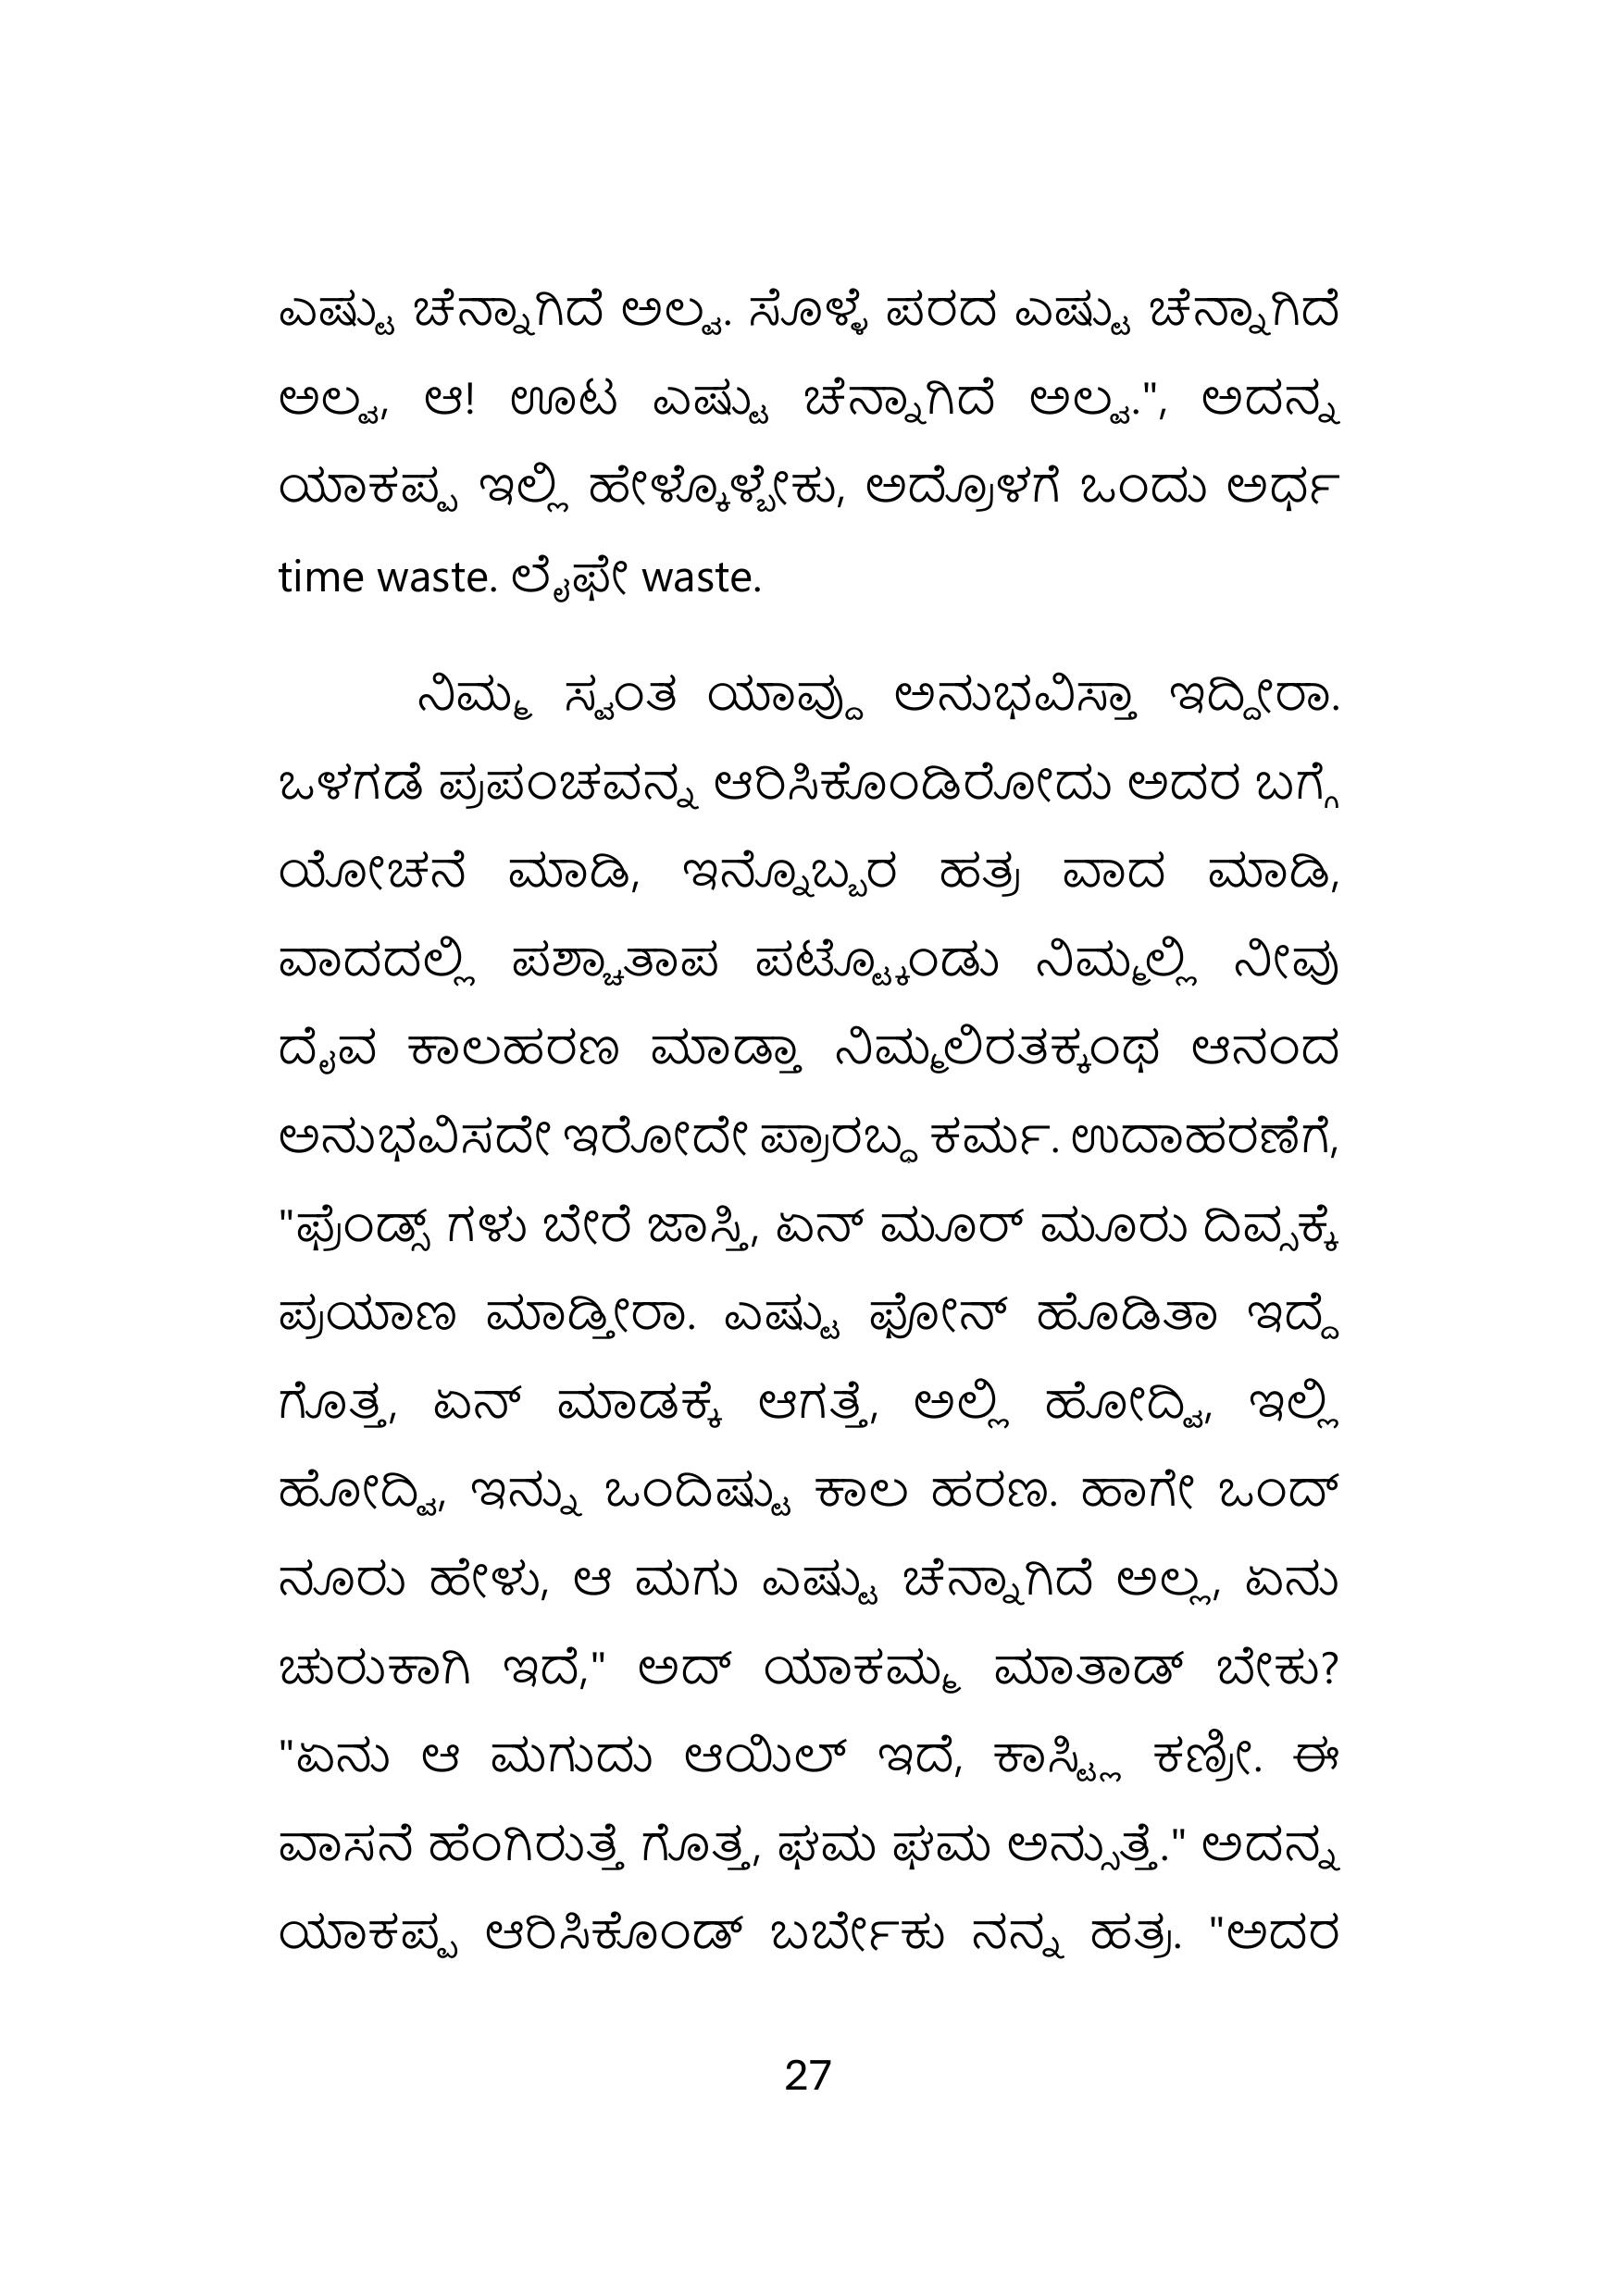 ಎಷ್ಟು ಚೆನ್ನಾಗಿದೆ ಅಲ್ವ. ಸೊಳ್ಳೆ ಪರದ ಎಷ್ಟು ಚೆನ್ನಾಗಿದೆ
ಅಲ್ವ, ಆ! ಊಟ ಎಷ್ಟು ಚೆನ್ನಾಗಿದೆ ಅಲ್ವ.", ಅದನ್ನ
ಯಾಕಪ್ಪ ಇಲ್ಲಿ ಹೇಳ್ಕೊಳ್ಬೇಕು, ಅದ್ರೊಳಗೆ ಒಂದು ಅರ್ಧ
time waste. ಲೈಫೇ waste.
ನಿಮ್ಮ ಸ್ವಂತ ಯಾವ್ದು ಅನುಭವಿಸ್ತಾ ಇದ್ದೀರಾ.
ಒಳಗಡೆ ಪ್ರಪಂಚವನ್ನ ಆರಿಸಿಕೊಂಡಿರೋದು ಅದರ ಬಗ್ಗೆ
ಯೋಚನೆ ಮಾಡಿ, ಇನ್ನೊಬ್ಬರ ಹತ್ರ ವಾದ ಮಾಡಿ,
ವಾದದಲ್ಲಿ ಪಶ್ಚಾತಾಪ ಪಟ್ಟ್ಕೊಂಡು ನಿಮ್ಮಲ್ಲಿ ನೀವು
ದೈವ ಕಾಲಹರಣ ಮಾಡ್ತಾ ನಿಮ್ಮಲಿರತಕ್ಕಂಥ ಆನಂದ
ಅನುಭವಿಸದೇ ಇರೋದೇ ಪ್ರಾರಬ್ಧ ಕರ್ಮ. ಉದಾಹರಣೆಗೆ,
"ಫ್ರೆಂಡ್ಸ್ ಗಳು ಬೇರೆ ಜಾಸ್ತಿ, ಏನ್ ಮೂರ್ ಮೂರು ದಿವ್ಸಕ್ಕೆ
ಪ್ರಯಾಣ ಮಾಡ್ತೀರಾ. ಎಷ್ಟು ಫೋನ್ ಹೊಡಿತಾ ಇದ್ದೆ
ಗೊತ್ತ, ಏನ್ ಮಾಡಕ್ಕೆ ಆಗತ್ತೆ, ಅಲ್ಲಿ ಹೋದ್ವಿ, ಇಲ್ಲಿ
ಹೋದ್ವಿ, ಇನ್ನು ಒಂದಿಷ್ಟು ಕಾಲ ಹರಣ. ಹಾಗೇ ಒಂದ್
ನೂರು ಹೇಳು, ಆ ಮಗು ಎಷ್ಟು ಚೆನ್ನಾಗಿದೆ ಅಲ್ಲ, ಏನು
ಚುರುಕಾಗಿ ಇದೆ," ಅದ್ ಯಾಕಮ್ಮ ಮಾತಾಡ್ ಬೇಕು?
"ಏನು ಆ ಮಗುದು ಆಯಿಲ್ ಇದೆ, ಕಾಸ್ಟ್ಲಿ ಕಣ್ರೀ. ಈ
ವಾಸನೆ ಹೆಂಗಿರುತ್ತೆ ಗೊತ್ತ, ಘಮ ಘಮ ಅನ್ಸುತ್ತೆ." ಅದನ್ನ
ಯಾಕಪ್ಪ ಆರಿಸಿಕೊಂಡ್ ಬರ್ಬೇಕು ನನ್ನ ಹತ್ರ. "ಅದರ
27